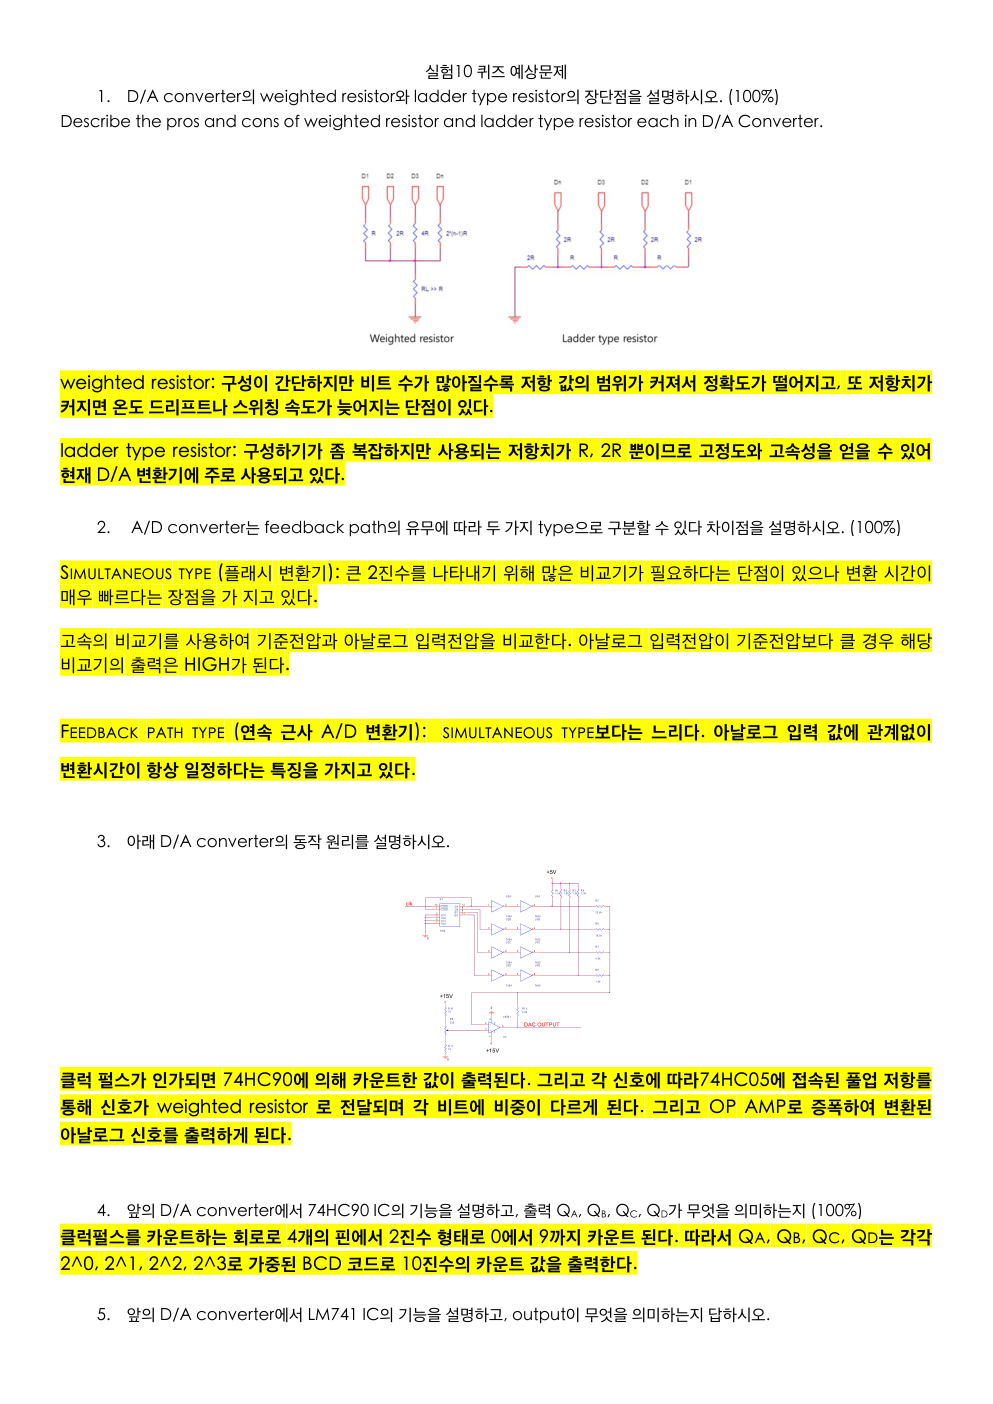 실험10 퀴즈 예상문제
1. D/A converter의 weighted resistor와 ladder type resistor의 장단점을 설명하시오. (100%)
Describe the pros and cons of weighted resistor and ladder type resistor each in D/A Converter.
D1 D2 D3 Dn
R 2R 4R 2^(n-1)R
RL >> R
Weighted resistor
Dn D3 D2 D1
2R 2R 2R 2R
2R R R R
Ladder type resistor
weighted resistor: 구성이 간단하지만 비트 수가 많아질수록 저항 값의 범위가 커져서 정확도가 떨어지고, 또 저항치가
커지면 온도 드리프트나 스위칭 속도가 늦어지는 단점이 있다.
ladder type resistor: 구성하기가 좀 복잡하지만 사용되는 저항치가 R, 2R 뿐이므로 고정도와 고속성을 얻을 수 있어
현재 D/A 변환기에 주로 사용되고 있다.
2. A/D converter는 feedback path의 유무에 따라 두 가지 type으로 구분할 수 있다 차이점을 설명하시오. (100%)
SIMULTANEOUS TYPE (플래시 변환기): 큰 2진수를 나타내기 위해 많은 비교기가 필요하다는 단점이 있으나 변환 시간이
매우 빠르다는 장점을 가 지고 있다.
고속의 비교기를 사용하여 기준전압과 아날로그 입력전압을 비교한다. 아날로그 입력전압이 기준전압보다 클 경우 해당
비교기의 출력은 HIGH가 된다.
FEEDBACK PATH TYPE (연속 근사 A/D 변환기): SIMULTANEOUS TYPE보다는 느리다. 아날로그 입력 값에 관계없이
변환시간이 항상 일정하다는 특징을 가지고 있다.
3. 아래 D/A converter의 동작 원리를 설명하시오.
+5V
+15V
DAC OUTPUT
+15V
클럭 펄스가 인가되면 74HC90에 의해 카운트한 값이 출력된다. 그리고 각 신호에 따라74HC05에 접속된 풀업 저항를
통해 신호가 weighted resistor 로 전달되며 각 비트에 비중이 다르게 된다. 그리고 OP AMP로 증폭하여 변환된
아날로그 신호를 출력하게 된다.
4. 앞의 D/A converter에서 74HC90 IC의 기능을 설명하고, 출력 QA, QB, QC, QD가 무엇을 의미하는지 (100%)
클럭펄스를 카운트하는 회로로 4개의 핀에서 2진수 형태로 0에서 9까지 카운트 된다. 따라서 QA, QB, QC, QD는 각각
2^0, 2^1, 2^2, 2^3로 가중된 BCD 코드로 10진수의 카운트 값을 출력한다.
5. 앞의 D/A converter에서 LM741 IC의 기능을 설명하고, output이 무엇을 의미하는지 답하시오.